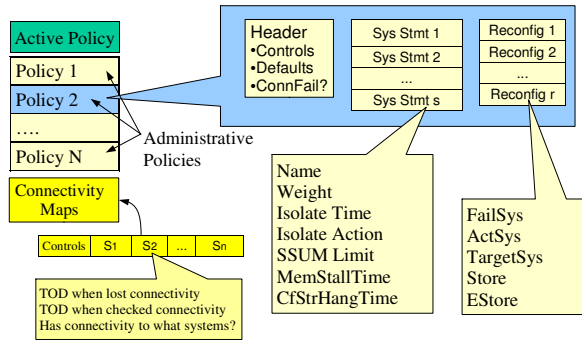 Active Policy
Policy 1
Policy 2
....
Policy N
Administrative
Policies
Header
•Controls
•Defaults
•ConnFail?
Sys Stmt 1
Sys Stmt 2
...
Sys Stmt s
Reconfig 1
Reconfig 2
...
Reconfig r
Connectivity
Maps
Controls S1 S2 ... Sn
TOD when lost connectivity
TOD when checked connectivity
Has connectivity to what systems?
Name
Weight
Isolate Time
Isolate Action
SSUM Limit
MemStallTime
CfStrHangTime
FailSys
ActSys
TargetSys
Store
EStore